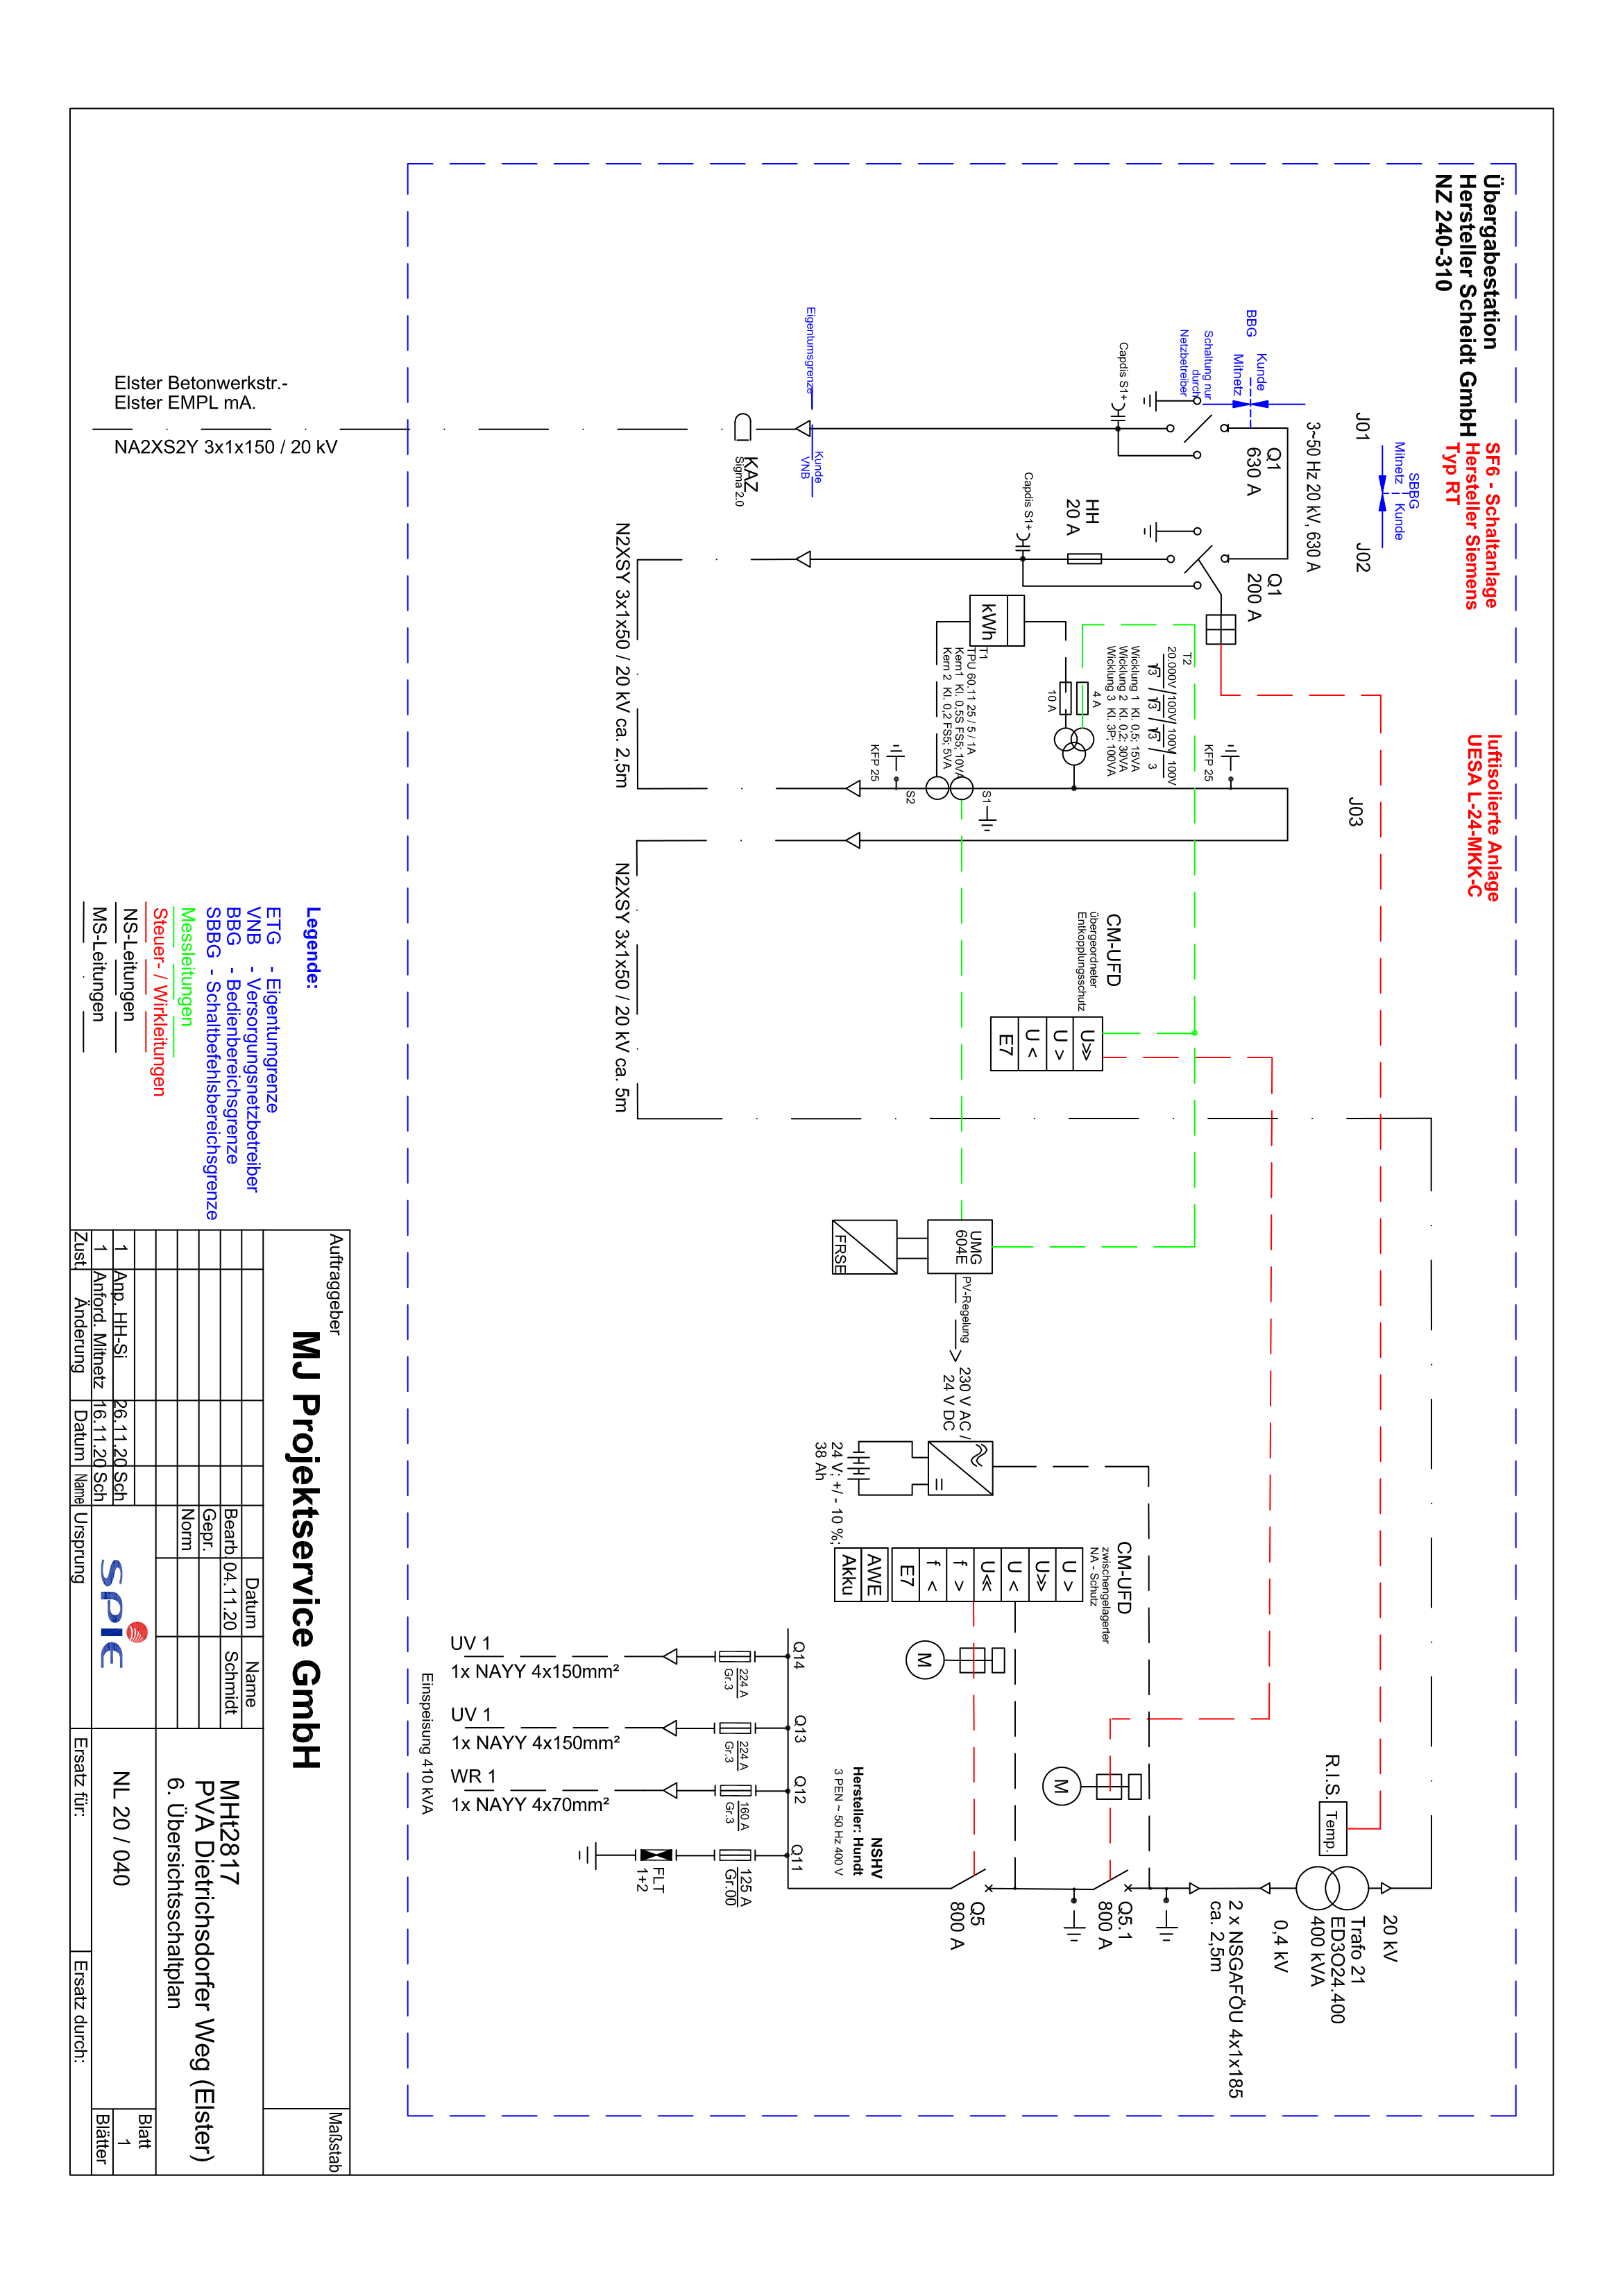 Übergabestation
Hersteller Scheidt GmbH
NZ 240-310
SF6 - Schaltanlage
Hersteller Siemens
Typ RT
luftisolierte Anlage
UESA L-24-MKK-C
SBBG
Mitnetz
Kunde
J01
J02
J03
3~50 Hz 20 kV, 630 A
BBG
Kunde
Mitnetz
Schaltung nur
durch
Netzbetreiber
Q1
630 A
Q1
200 A
Capdis S1+
HH
20 A
Capdis S1+
kWh
T2
20.000V/100V/100V/100V
√3 √3 √3 3
Wicklung 1 Kl. 0,5; 15VA
Wicklung 2 Kl. 0,2; 30VA
Wicklung 3 Kl. 3P; 100VA
4 A
10 A
T1
TPU 60.11 25 / 5 / 1A
Kern1 Kl. 0,5S FS5; 10VA
Kern 2 Kl. 0,2 FS5; 5VA
KFP 25
KFP 25
S1
S2
Eigentumsgrenze
Kunde
VNB
KAZ
Sigma 2.0
Elster Betonwerkstr.-
Elster EMPL mA.
NA2XS2Y 3x1x150 / 20 kV
N2XSY 3x1x50 / 20 kV ca. 2,5m
N2XSY 3x1x50 / 20 kV ca. 5m
CM-UFD
übergeordneter
Entkopplungsschutz
U>>
U >
U <
E7
UMG
604E
FRSE
PV-Regelung
230 V AC /
24 V DC
24 V; +/ - 10 %;
38 Ah
CM-UFD
zwischengelagerter
NA - Schutz
U >
U>>
U <
U<<
f >
f <
E7
AWE
Akku
M
M
R.I.S.
Temp.
20 kV
Trafo 21
ED3O24.400
400 kVA
0,4 kV
2 x NSGAFÖU 4x1x185
ca. 2,5m
Q5.1
800 A
Q5
800 A
NSHV
Hersteller: Hundt
3 PEN ~ 50 Hz 400 V
Q14
224 A
Gr.3
UV 1
1x NAYY 4x150mm²
Q13
224 A
Gr.3
UV 1
1x NAYY 4x150mm²
Q12
160 A
Gr.3
WR 1
1x NAYY 4x70mm²
Q11
125 A
Gr.00
FLT
1+2
Einspeisung 410 kVA
Legende:
ETG - Eigentumgrenze
VNB - Versorgungsnetzbetreiber
BBG - Bedienbereichsgrenze
SBBG - Schaltbefehlsbereichsgrenze
Messleitungen
Steuer- / Wirkleitungen
NS-Leitungen
MS-Leitungen
Auftraggeber
MJ Projektservice GmbH
Maßstab
Datum Name
Bearb. 04.11.20 Schmidt
Gepr.
Norm
MHt2817
PVA Dietrichsdorfer Weg (Elster)
6. Übersichtsschaltplan
1 Anp. HH-Si 26.11.20 Sch
1 Anford. Mitnetz 16.11.20 Sch
Zust. Änderung Datum Name Ursprung
SPIE
NL 20 / 040
Blatt
1
Blätter
Ersatz für:
Ersatz durch: